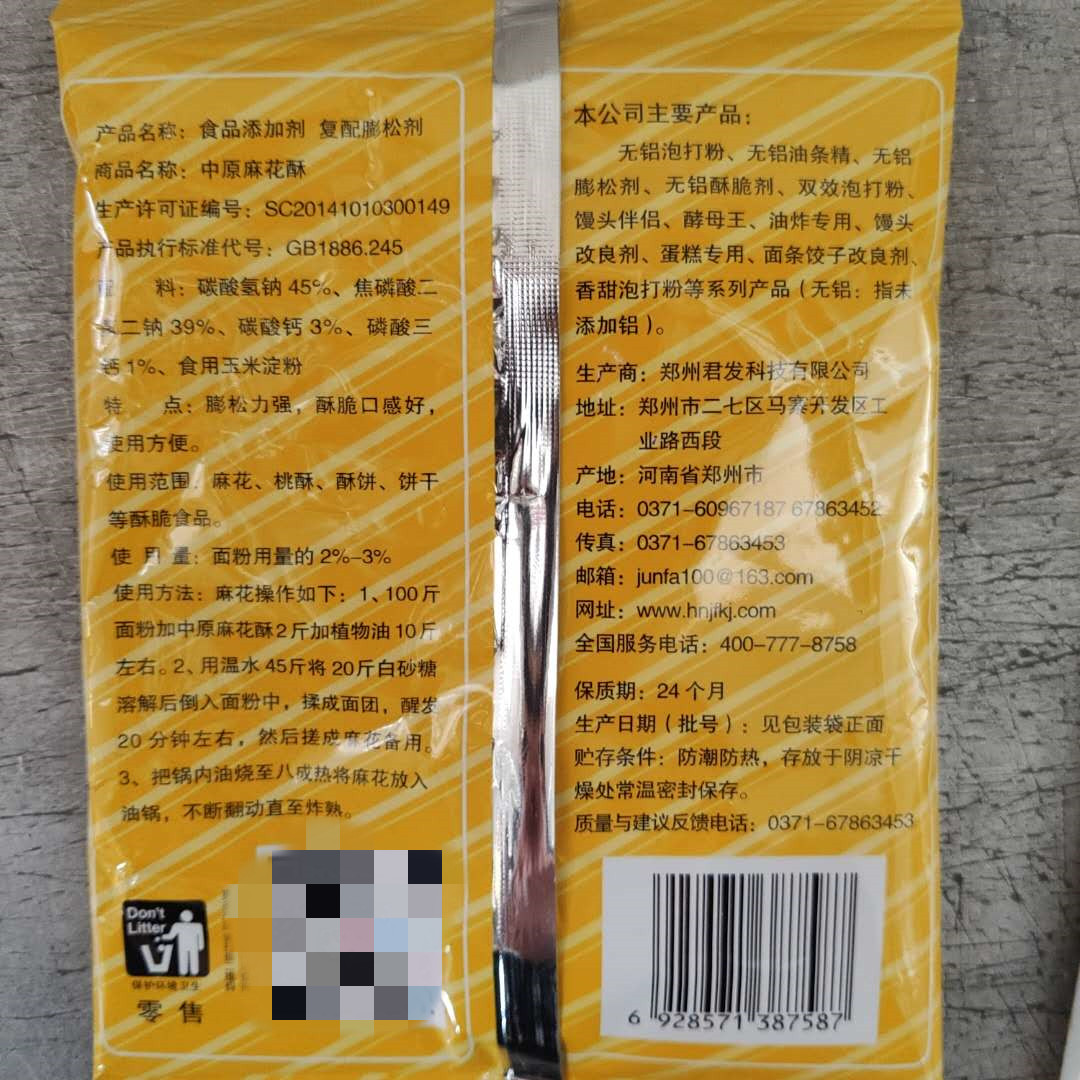 产品名称：食品添加剂 复配膨松剂
商品名称：中原麻花酥
生产许可证编号：SC20141010300149
产品执行标准代号：GB1886.245
料：碳酸氢钠45%、焦磷酸二
二钠39%、碳酸钙3%、磷酸三
钙1%、食用玉米淀粉
特 点：膨松力强，酥脆口感好，
使用方便。
使用范围：麻花、桃酥、酥饼、饼干
等酥脆食品。
使用量：面粉用量的2%-3%
使用方法：麻花操作如下：1、100斤
面粉加中原麻花酥2斤加植物油10斤
左右。2、用温水45斤将20斤白砂糖
溶解后倒入面粉中，揉成面团，醒发
20分钟左右，然后搓成麻花备用。
3、把锅内油烧至八成热将麻花放入
油锅，不断翻动直至炸熟。
Don't
Litter
保护环境卫生
零售
本公司主要产品：
无铝泡打粉、无铝油条精、无铝
膨松剂、无铝酥脆剂、双效泡打粉、
馒头伴侣、酵母王、油炸专用、馒头
改良剂、蛋糕专用、面条饺子改良剂、
香甜泡打粉等系列产品（无铝：指未
添加铝）。
生产商：郑州君发科技有限公司
地址：郑州市二七区马寨开发区工
业路西段
产地：河南省郑州市
电话：0371-60967187 67863452
传真：0371-67863453
邮箱：junfa100@163.com
网址：www.hnjfkj.com
全国服务电话：400-777-8758
保质期：24个月
生产日期（批号）：见包装袋正面
贮存条件：防潮防热，存放于阴凉干
燥处常温密封保存。
质量与建议反馈电话：0371-67863453
6 928571 387587